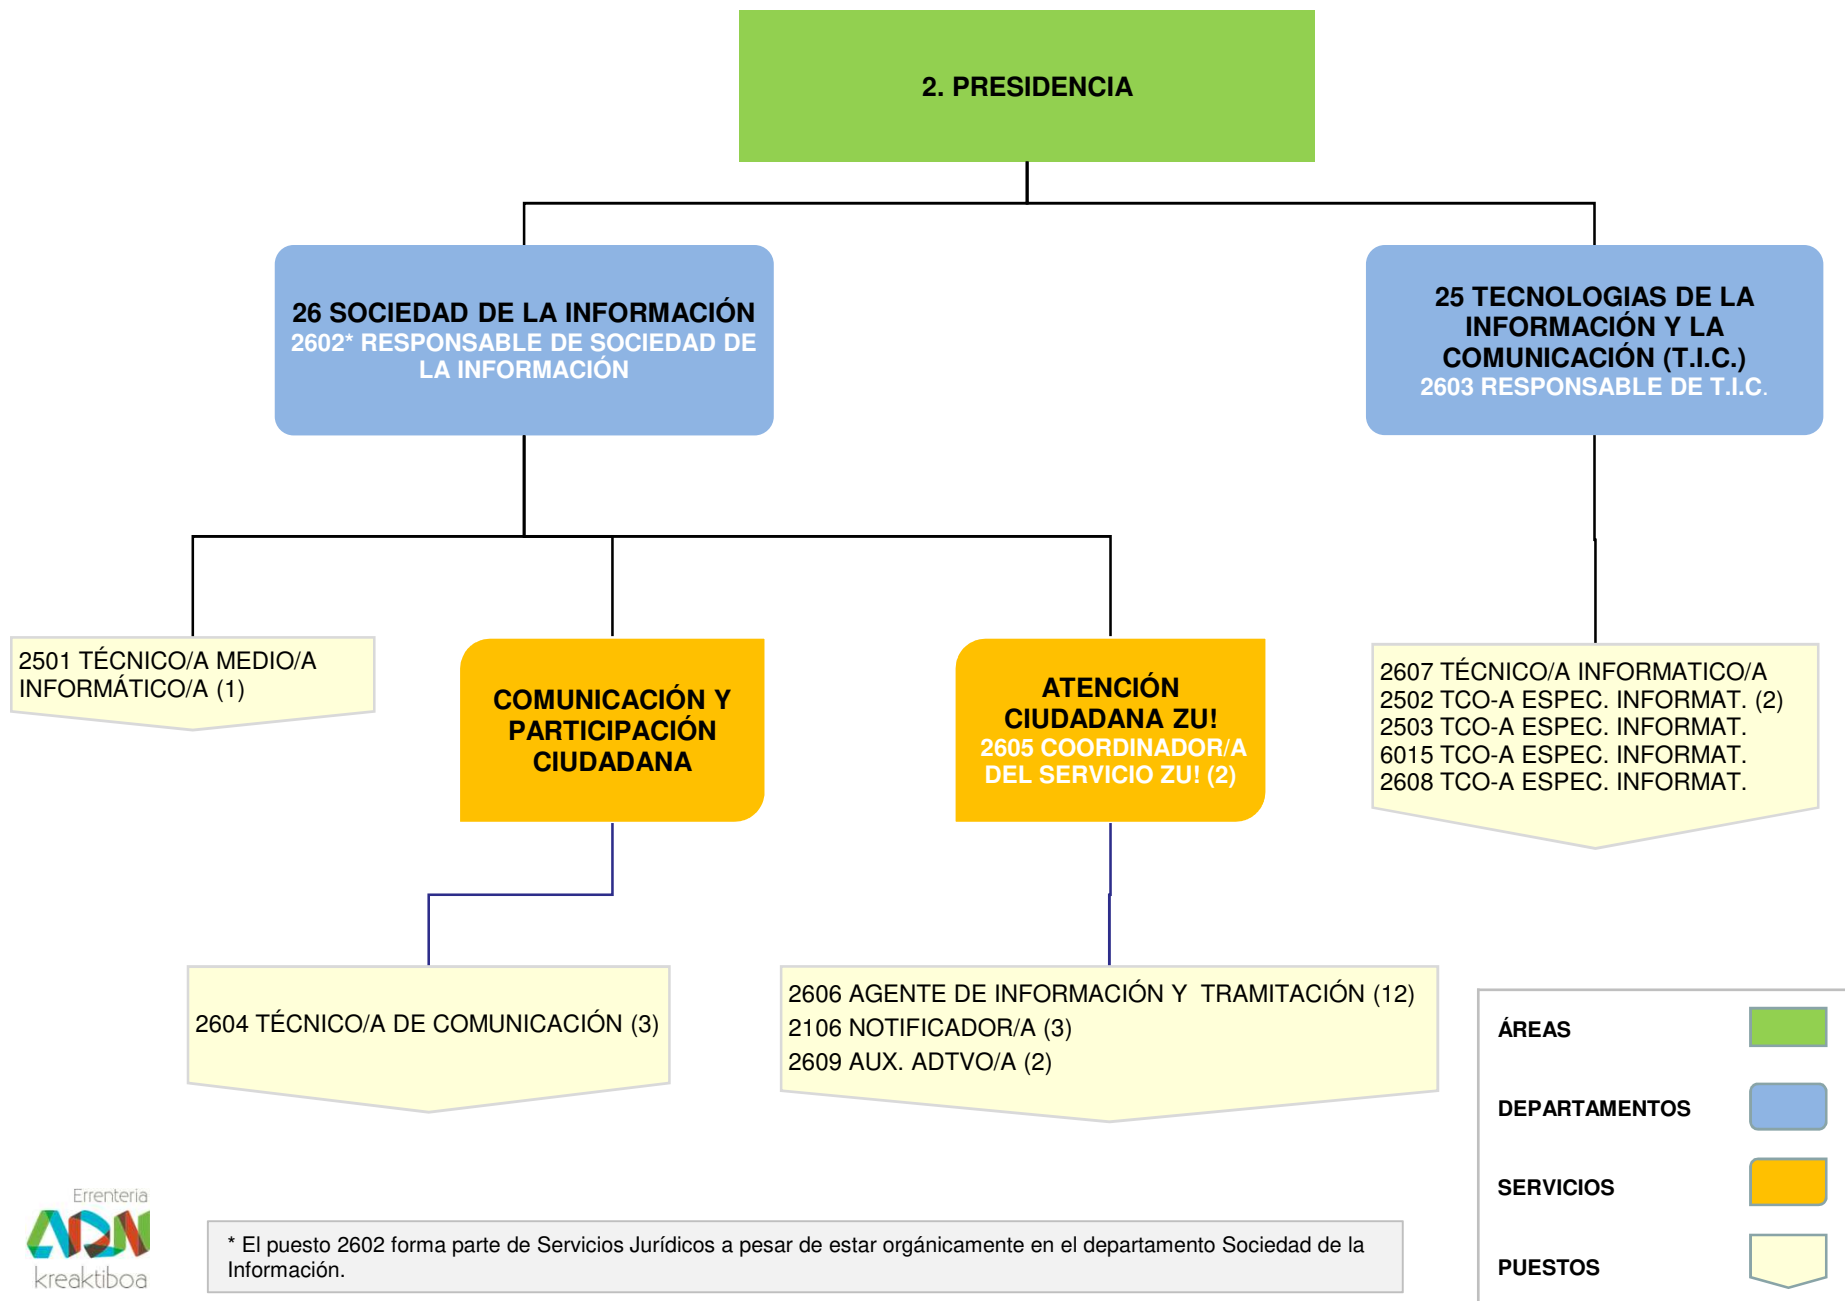 2. PRESIDENCIA
26 SOCIEDAD DE LA INFORMACIÓN
2602* RESPONSABLE DE SOCIEDAD DE
LA INFORMACIÓN
25 TECNOLOGIAS DE LA
INFORMACIÓN Y LA
COMUNICACIÓN (T.I.C.)
2603 RESPONSABLE DE T.I.C.
2501 TÉCNICO/A MEDIO/A
INFORMÁTICO/A (1)
COMUNICACIÓN Y
PARTICIPACIÓN
CIUDADANA
ATENCIÓN
CIUDADANA ZU!
2605 COORDINADOR/A
DEL SERVICIO ZU! (2)
2607 TÉCNICO/A INFORMATICO/A
2502 TCO-A ESPEC. INFORMAT. (2)
2503 TCO-A ESPEC. INFORMAT.
6015 TCO-A ESPEC. INFORMAT.
2608 TCO-A ESPEC. INFORMAT.
2604 TÉCNICO/A DE COMUNICACIÓN (3)
2606 AGENTE DE INFORMACIÓN Y  TRAMITACIÓN (12)
2106 NOTIFICADOR/A (3)
2609 AUX. ADTVO/A (2)
ÁREAS
DEPARTAMENTOS
SERVICIOS
PUESTOS
Errenteria
ADN
kreaktiboa
* El puesto 2602 forma parte de Servicios Jurídicos a pesar de estar orgánicamente en el departamento Sociedad de la
Información.